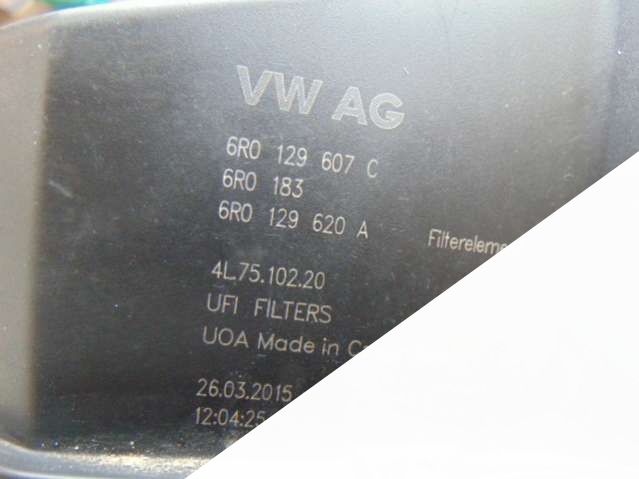 VW AG
6R0 129 607 C
6R0 183
6R0 129 620 A
4L.75.102.20
UFI FILTERS
UOA Made in
26.03.2015
12:04:25